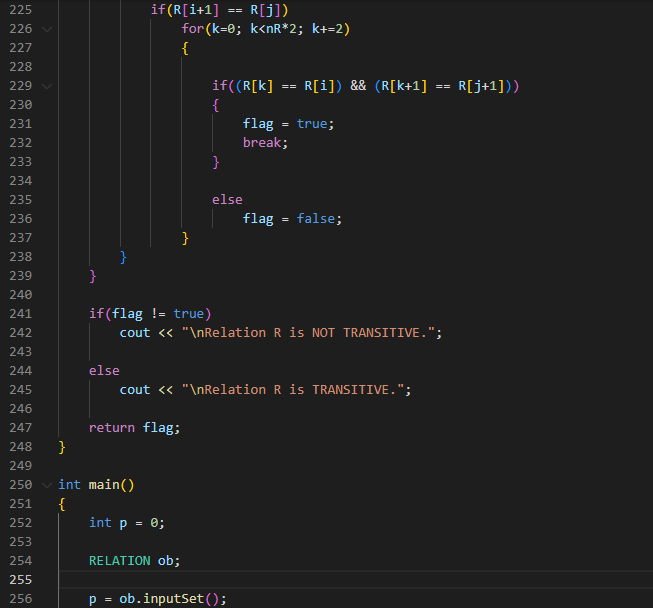 225 if(R[i+1] == R[j])
226 for(k=0; k<nR*2; k+=2)
227 {
228
229 if((R[k] == R[i]) && (R[k+1] == R[j+1]))
230 {
231 flag = true;
232 break;
233 }
234
235 else
236 flag = false;
237 }
238 }
239 }
240
241 if(flag != true)
242 cout << "\nRelation R is NOT TRANSITIVE.";
243
244 else
245 cout << "\nRelation R is TRANSITIVE.";
246
247 return flag;
248 }
249
250 int main()
251 {
252 int p = 0;
253
254 RELATION ob;
255
256 p = ob.inputSet();